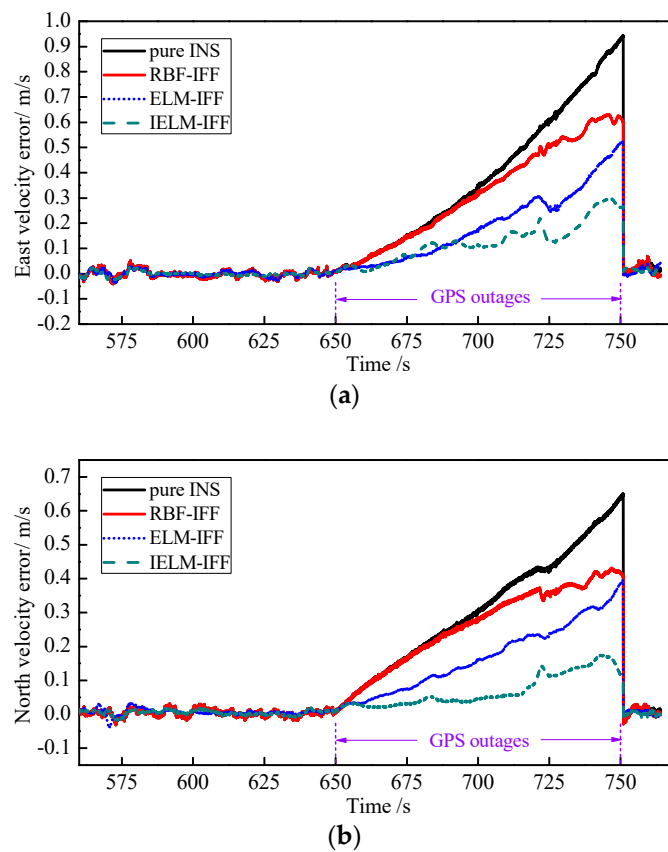 1.0
0.9
0.8
0.7
0.6
0.5
0.4
0.3
0.2
0.1
0.0
-0.1
-0.2
East velocity error/ m/s
pure INS
RBF-IFF
ELM-IFF
IELM-IFF
GPS outages
575 600 625 650 675 700 725 750
Time /s
(a)
0.7
0.6
0.5
0.4
0.3
0.2
0.1
0.0
-0.1
North velocity error/ m/s
pure INS
RBF-IFF
ELM-IFF
IELM-IFF
GPS outages
575 600 625 650 675 700 725 750
Time /s
(b)